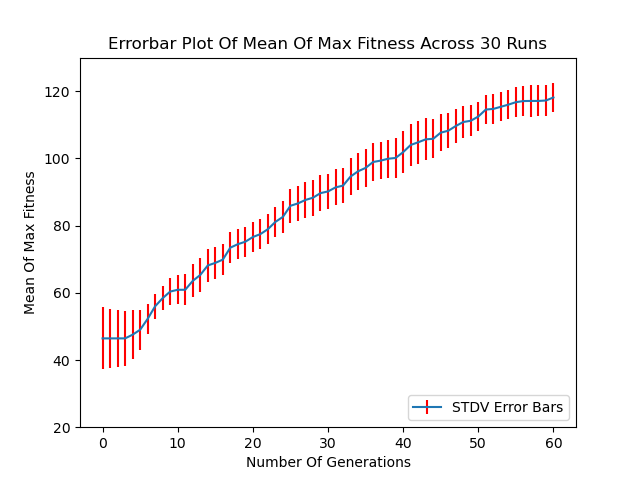 Errorbar Plot Of Mean Of Max Fitness Across 30 Runs
Mean Of Max Fitness
120
100
80
60
40
20
STDV Error Bars
0 10 20 30 40 50 60
Number Of Generations